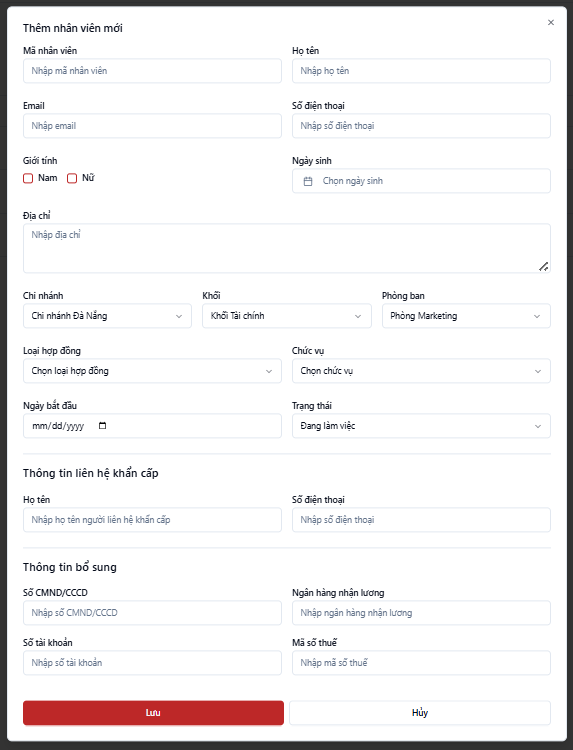 Thêm nhân viên mới
Mã nhân viên
Họ tên
Nhập mã nhân viên
Nhập họ tên
Email
Số điện thoại
Nhập email
Nhập số điện thoại
Giới tính
Ngày sinh
Nam
Nữ
Chọn ngày sinh
Địa chỉ
Nhập địa chỉ
Chi nhánh
Khối
Phòng ban
Chi nhánh Đà Nẵng
Khối Tài chính
Phòng Marketing
Loại hợp đồng
Chức vụ
Chọn loại hợp đồng
Chọn chức vụ
Ngày bắt đầu
Trạng thái
mm/dd/yyyy
Đang làm việc
Thông tin liên hệ khẩn cấp
Họ tên
Số điện thoại
Nhập họ tên người liên hệ khẩn cấp
Nhập số điện thoại
Thông tin bổ sung
Số CMND/CCCD
Ngân hàng nhận lương
Nhập số CMND/CCCD
Nhập ngân hàng nhận lương
Số tài khoản
Mã số thuế
Nhập số tài khoản
Nhập mã số thuế
Lưu
Hủy